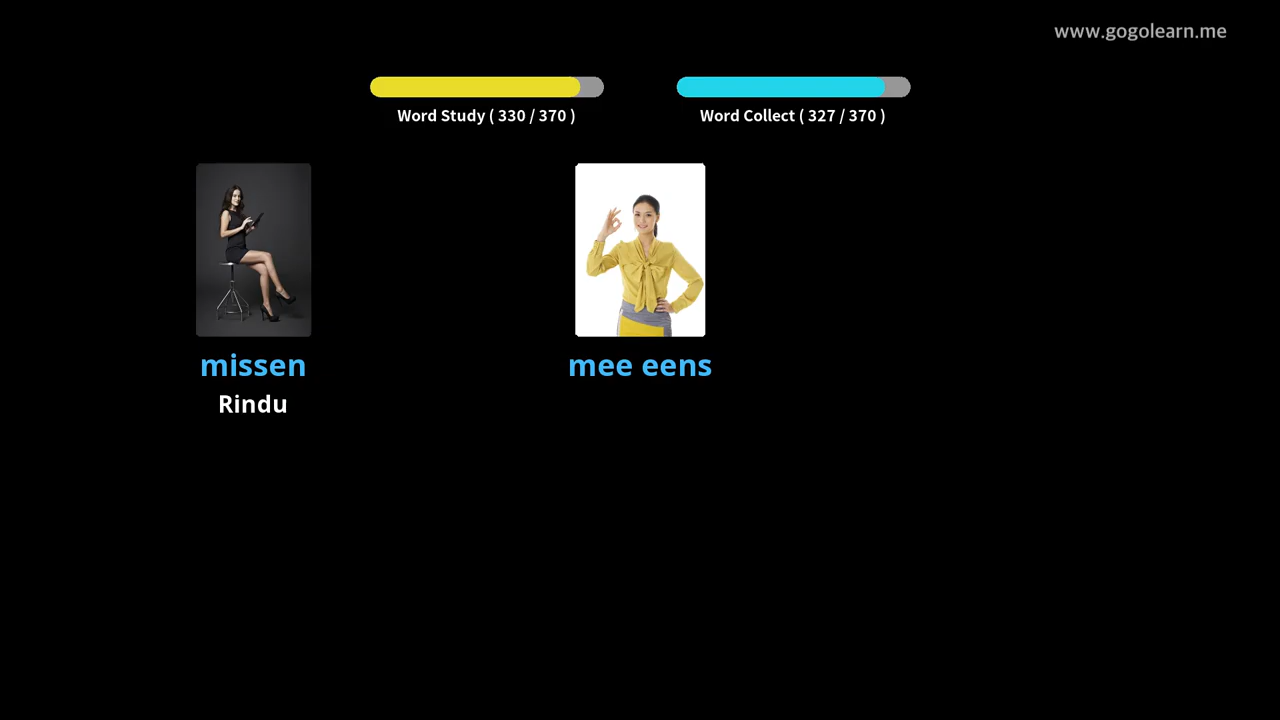 www.gogolearn.me
Word Study ( 330 / 370 )
Word Collect ( 327 / 370 )
missen
mee eens
Rindu